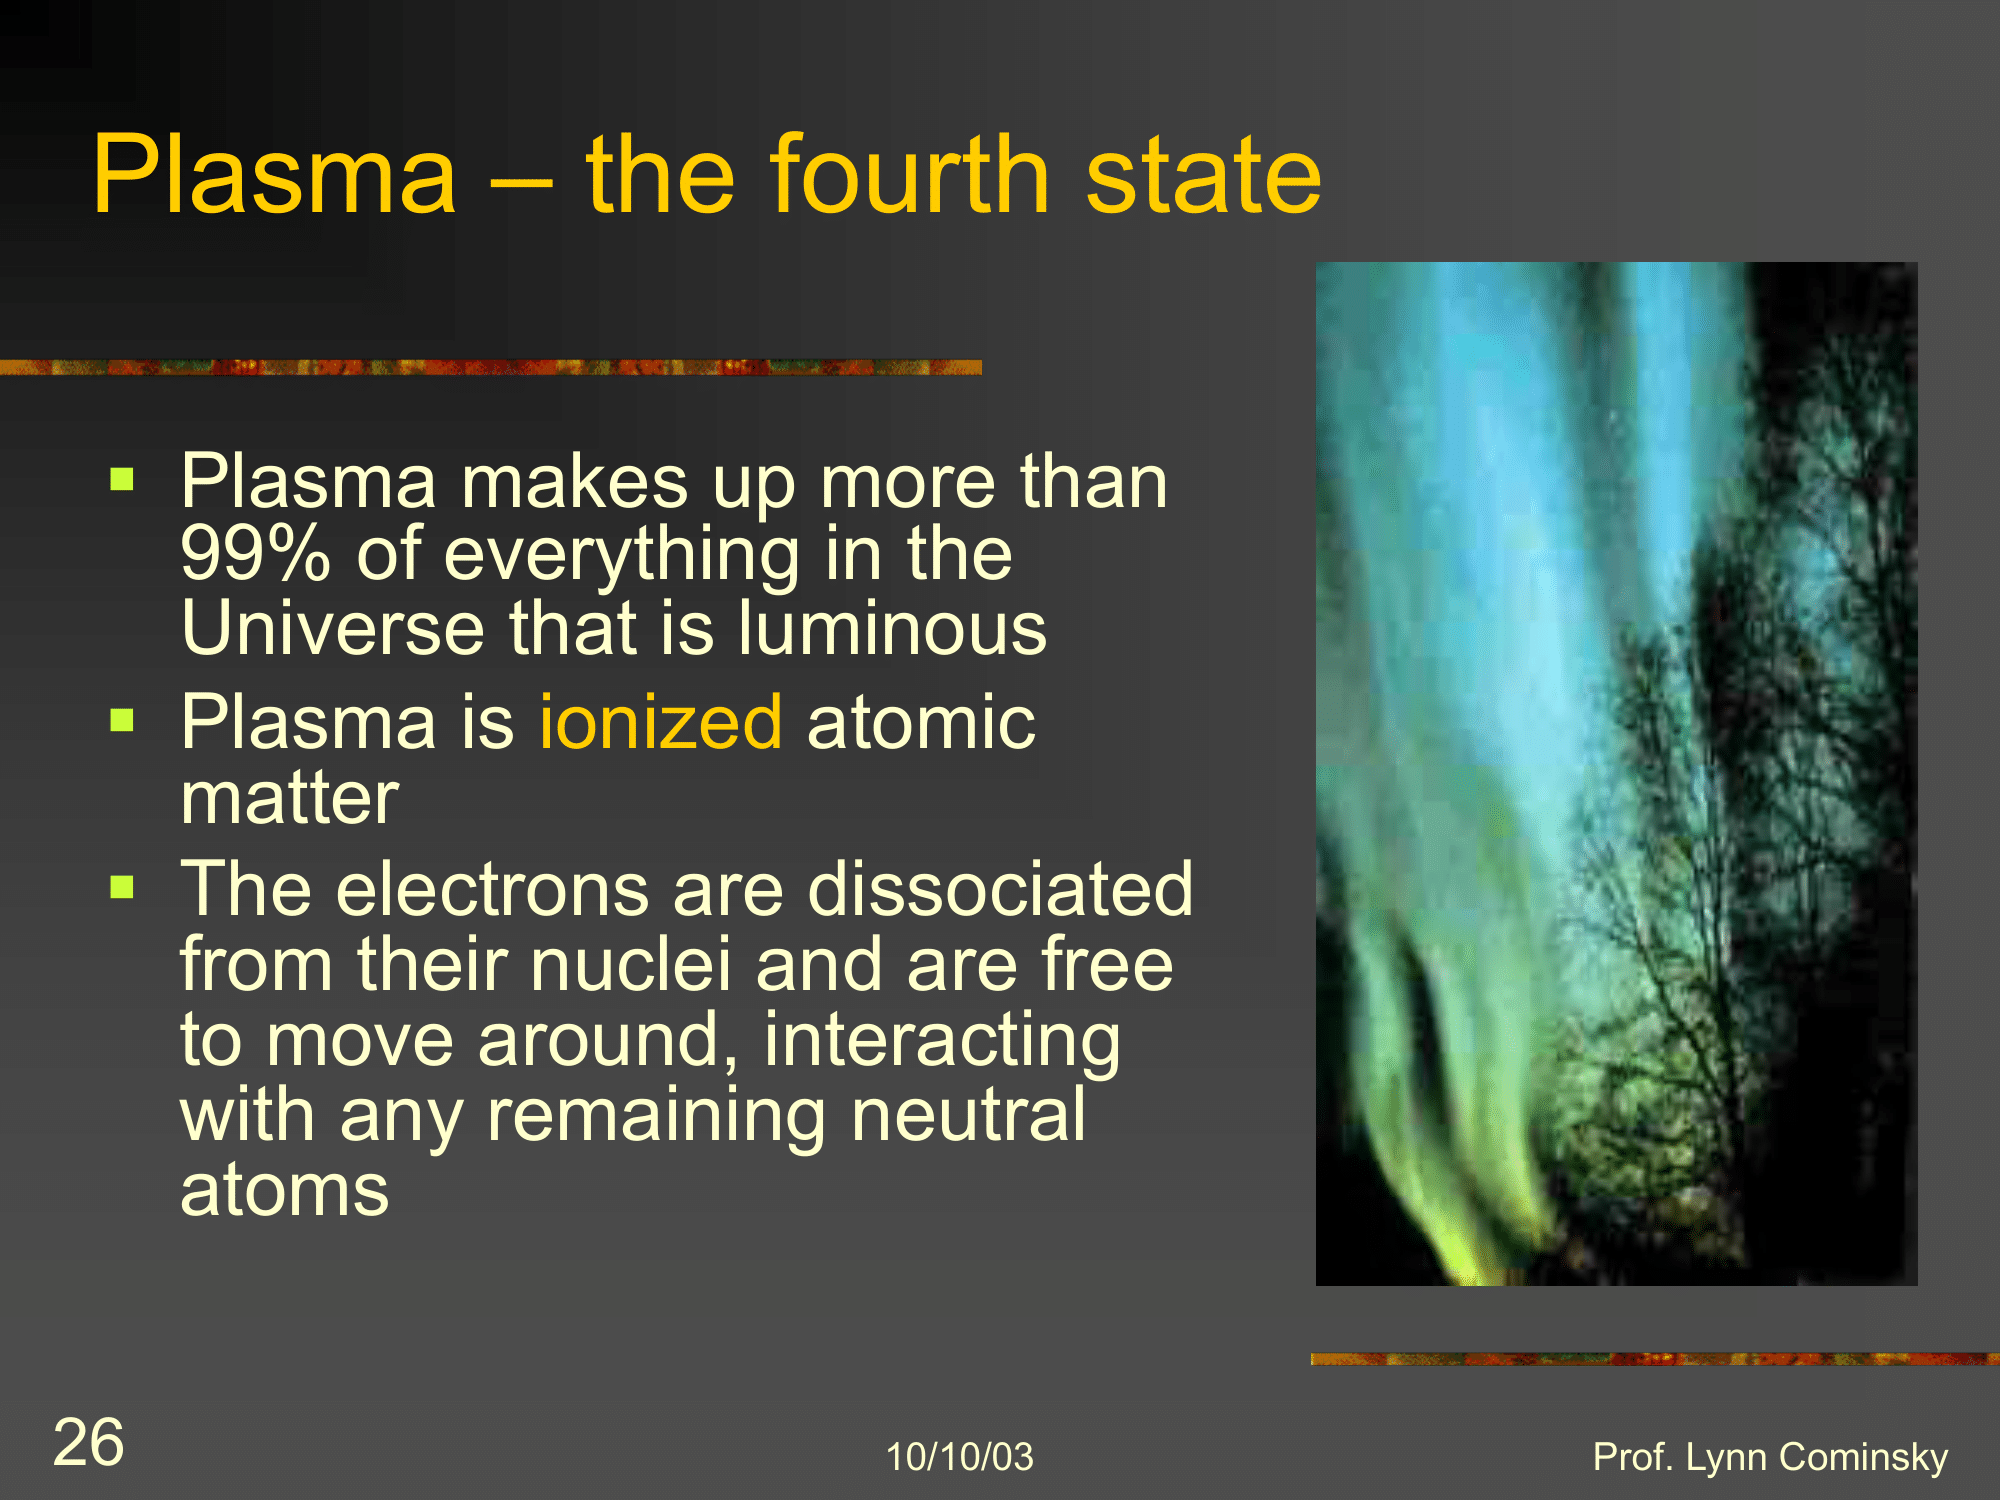 Plasma – the fourth state
Plasma makes up more than
99% of everything in the
Universe that is luminous
Plasma is ionized atomic
matter
The electrons are dissociated
from their nuclei and are free
to move around, interacting
with any remaining neutral
atoms
26
10/10/03
Prof. Lynn Cominsky